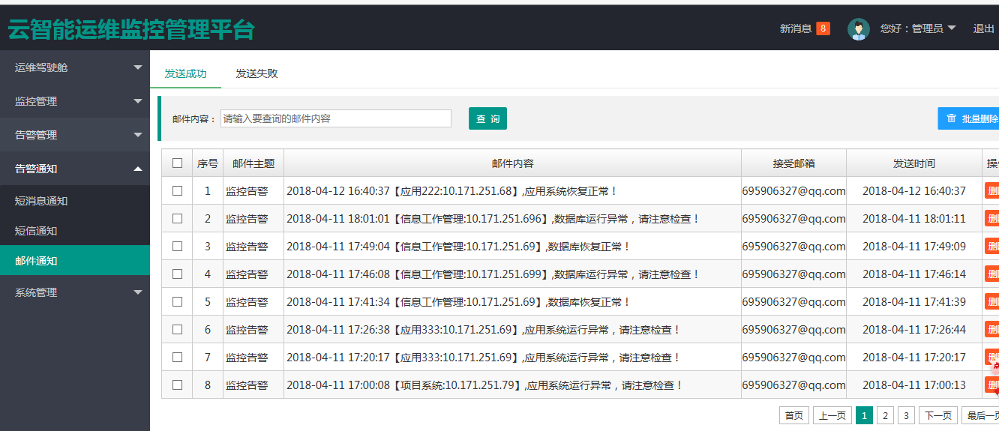 云智能运维监控管理平台
新消息 8 您好：管理员 退出
运维驾驶舱
监控管理
告警管理
告警通知
短消息通知
短信通知
邮件通知
系统管理
发送成功 发送失败
邮件内容： 请输入要查询的邮件内容 查 询 批量删除
序号 邮件主题 邮件内容 接受邮箱 发送时间
1 监控告警 2018-04-12 16:40:37【应用222:10.171.251.68】,应用系统恢复正常！ 695906327@qq.com 2018-04-12 16:40:37
2 监控告警 2018-04-11 18:01:01【信息工作管理:10.171.251.696】,数据库运行异常，请注意检查！ 695906327@qq.com 2018-04-11 18:01:11
3 监控告警 2018-04-11 17:49:04【信息工作管理:10.171.251.69】,数据库恢复正常！ 695906327@qq.com 2018-04-11 17:49:09
4 监控告警 2018-04-11 17:46:08【信息工作管理:10.171.251.699】,数据库运行异常，请注意检查！ 695906327@qq.com 2018-04-11 17:46:14
5 监控告警 2018-04-11 17:41:34【信息工作管理:10.171.251.69】,数据库恢复正常！ 695906327@qq.com 2018-04-11 17:41:39
6 监控告警 2018-04-11 17:26:38【应用333:10.171.251.69】,应用系统运行异常，请注意检查！ 695906327@qq.com 2018-04-11 17:26:44
7 监控告警 2018-04-11 17:20:17【应用333:10.171.251.69】,应用系统运行异常，请注意检查！ 695906327@qq.com 2018-04-11 17:20:17
8 监控告警 2018-04-11 17:00:08【项目系统:10.171.251.79】,应用系统运行异常，请注意检查！ 695906327@qq.com 2018-04-11 17:00:13
首页 上一页 1 2 3 下一页 最后一页